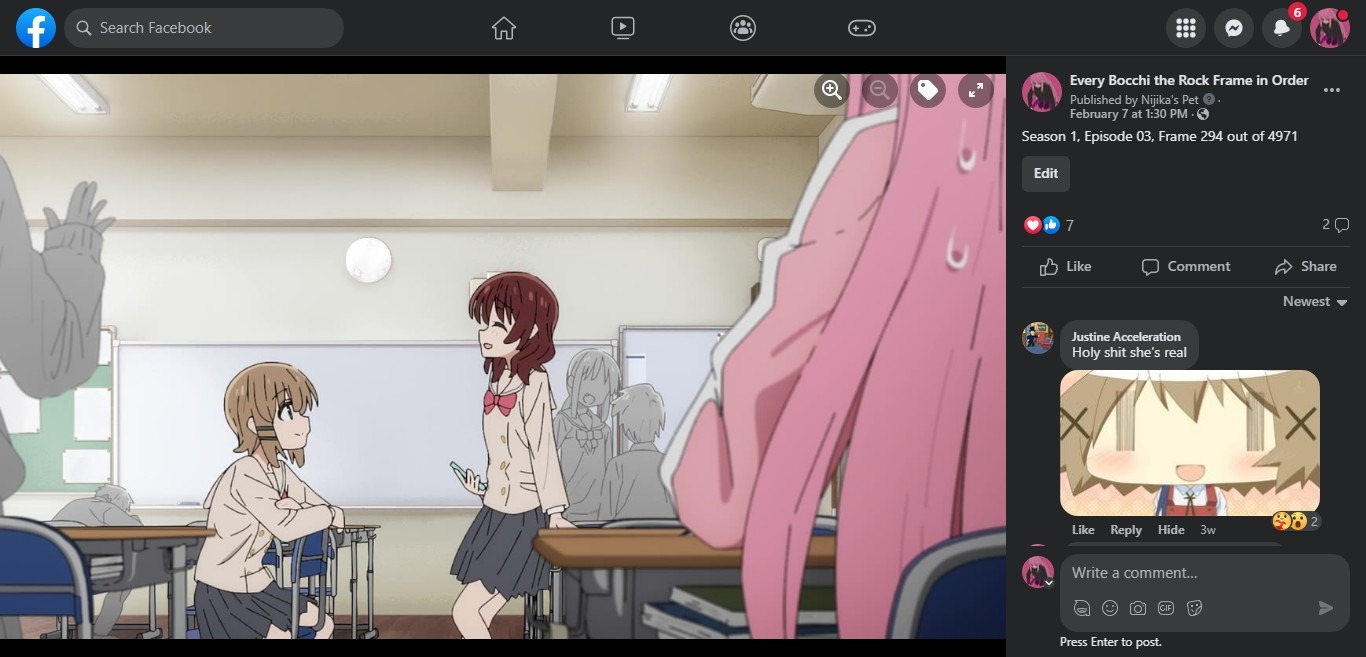 Search Facebook
6
Every Bocchi the Rock Frame in Order
Published by Nijika's Pet ·
February 7 at 1:30 PM ·
Season 1, Episode 03, Frame 294 out of 4971
Edit
7
2
Like
Comment
Share
Newest
Justine Acceleration
Holy shit she's real
Like Reply Hide 3w
2
Write a comment...
GIF
Press Enter to post.